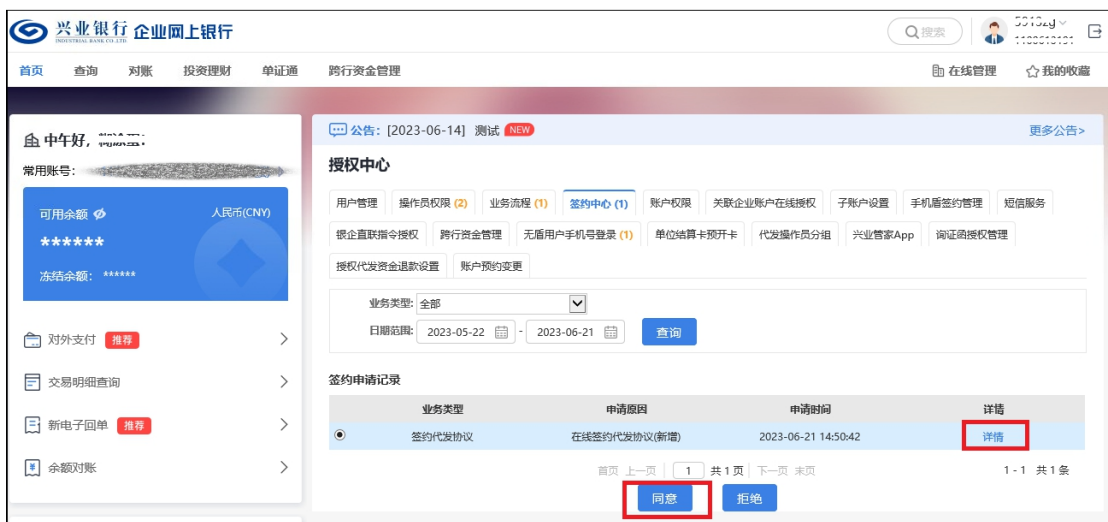 兴业银行 企业网上银行
INDUSTRIAL BANK CO.,LTD.
搜索
首页 查询 对账 投资理财 单证通 跨行资金管理 在线管理 我的收藏
中午好,
常用账号:
可用余额 人民币(CNY)
******
冻结余额: ******
对外支付 推荐
交易明细查询
新电子回单 推荐
余额对账
公告: [2023-06-14] 测试 NEW 更多公告>
授权中心
用户管理 操作员权限 (2) 业务流程 (1) 签约中心 (1) 账户权限 关联企业账户在线授权 子账户设置 手机盾签约管理 短信服务
银企直联指令授权 跨行资金管理 无盾用户手机号登录 (1) 单位结算卡预开卡 代发操作员分组 兴业管家App 询证函授权管理
授权代发资金退款设置 账户预约变更
业务类型: 全部
日期范围: 2023-05-22 - 2023-06-21 查询
签约申请记录
业务类型 申请原因 申请时间 详情
签约代发协议 在线签约代发协议(新增) 2023-06-21 14:50:42 详情
首页 上一页 1 共1页 下一页 末页 1 - 1 共1条
同意 拒绝